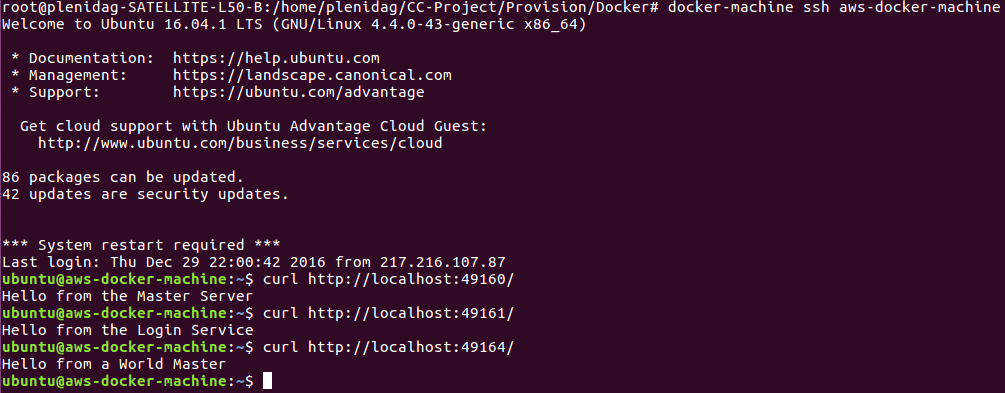 root@plenidag-SATELLITE-L50-B:/home/plenidag/CC-Project/Provision/Docker# docker-machine ssh aws-docker-machine
Welcome to Ubuntu 16.04.1 LTS (GNU/Linux 4.4.0-43-generic x86_64)
* Documentation:  https://help.ubuntu.com
* Management:     https://landscape.canonical.com
* Support:        https://ubuntu.com/advantage
Get cloud support with Ubuntu Advantage Cloud Guest:
http://www.ubuntu.com/business/services/cloud
86 packages can be updated.
42 updates are security updates.
*** System restart required ***
Last login: Thu Dec 29 22:00:42 2016 from 217.216.107.87
ubuntu@aws-docker-machine:~$ curl http://localhost:49160/
Hello from the Master Server
ubuntu@aws-docker-machine:~$ curl http://localhost:49161/
Hello from the Login Service
ubuntu@aws-docker-machine:~$ curl http://localhost:49164/
Hello from a World Master
ubuntu@aws-docker-machine:~$